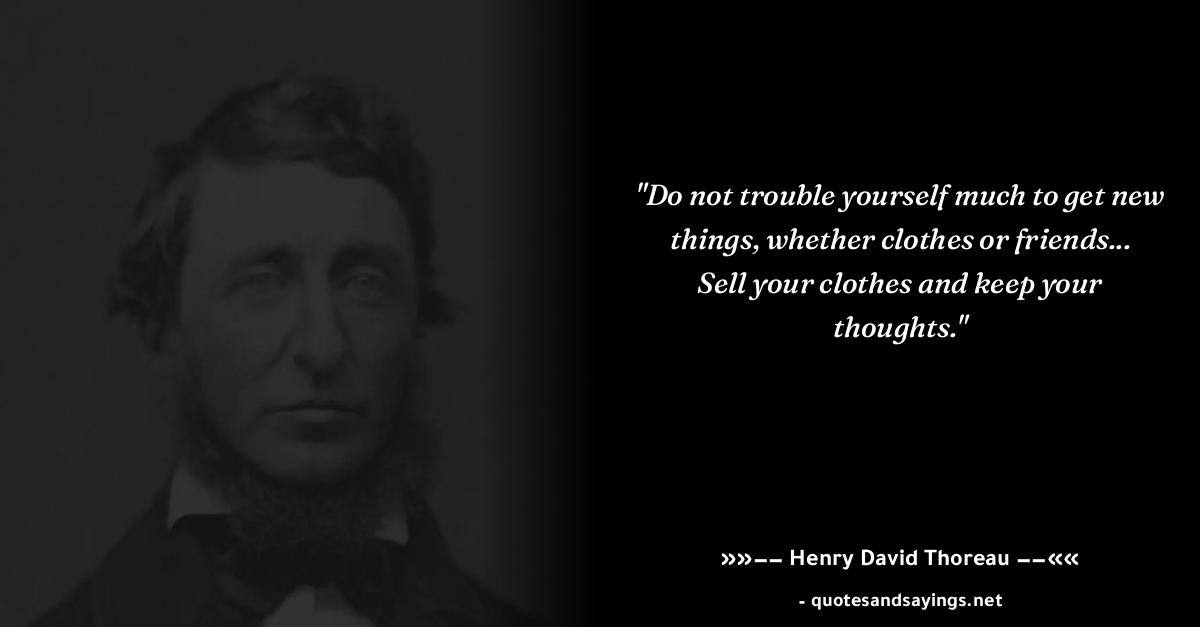 "Do not trouble yourself much to get new
things, whether clothes or friends...
Sell your clothes and keep your
thoughts."
»»−− Henry David Thoreau −−««
- quotesandsayings.net